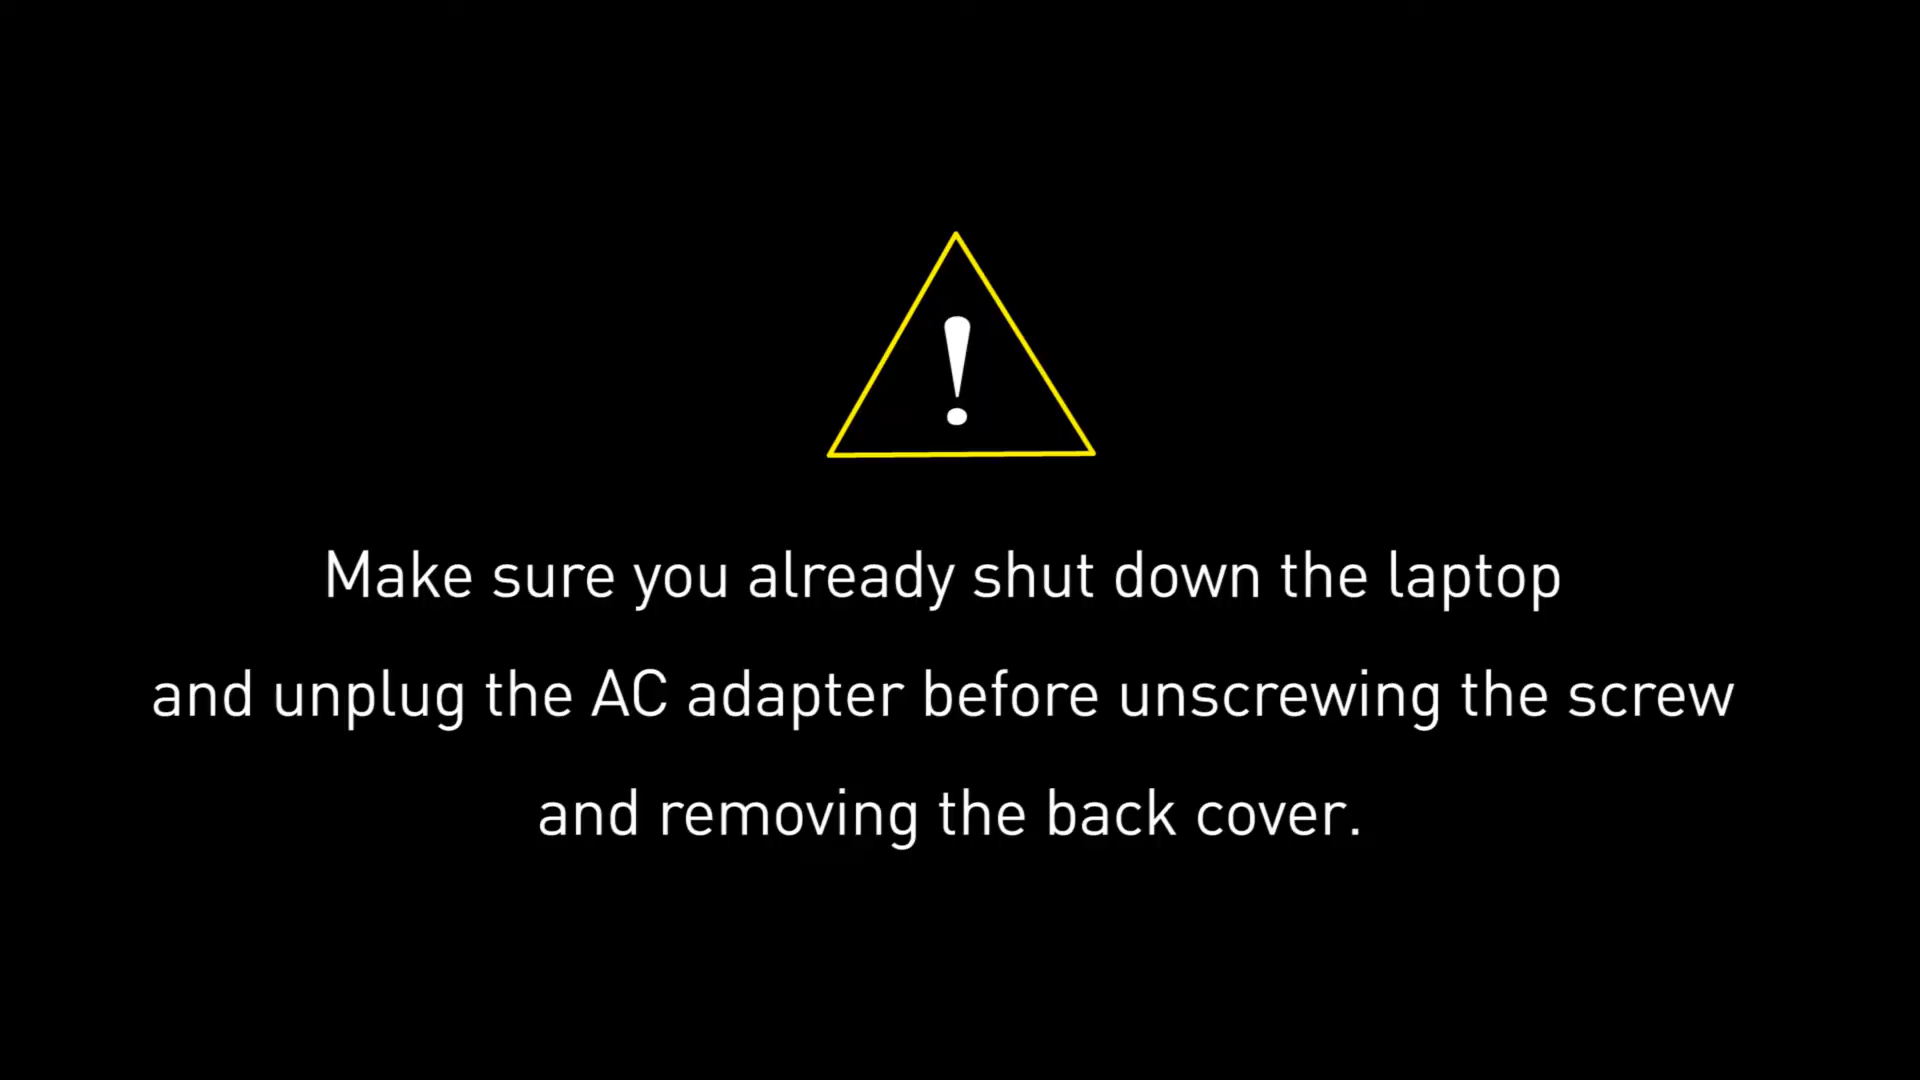 !
Make sure you already shut down the laptop
and unplug the AC adapter before unscrewing the screw
and removing the back cover.